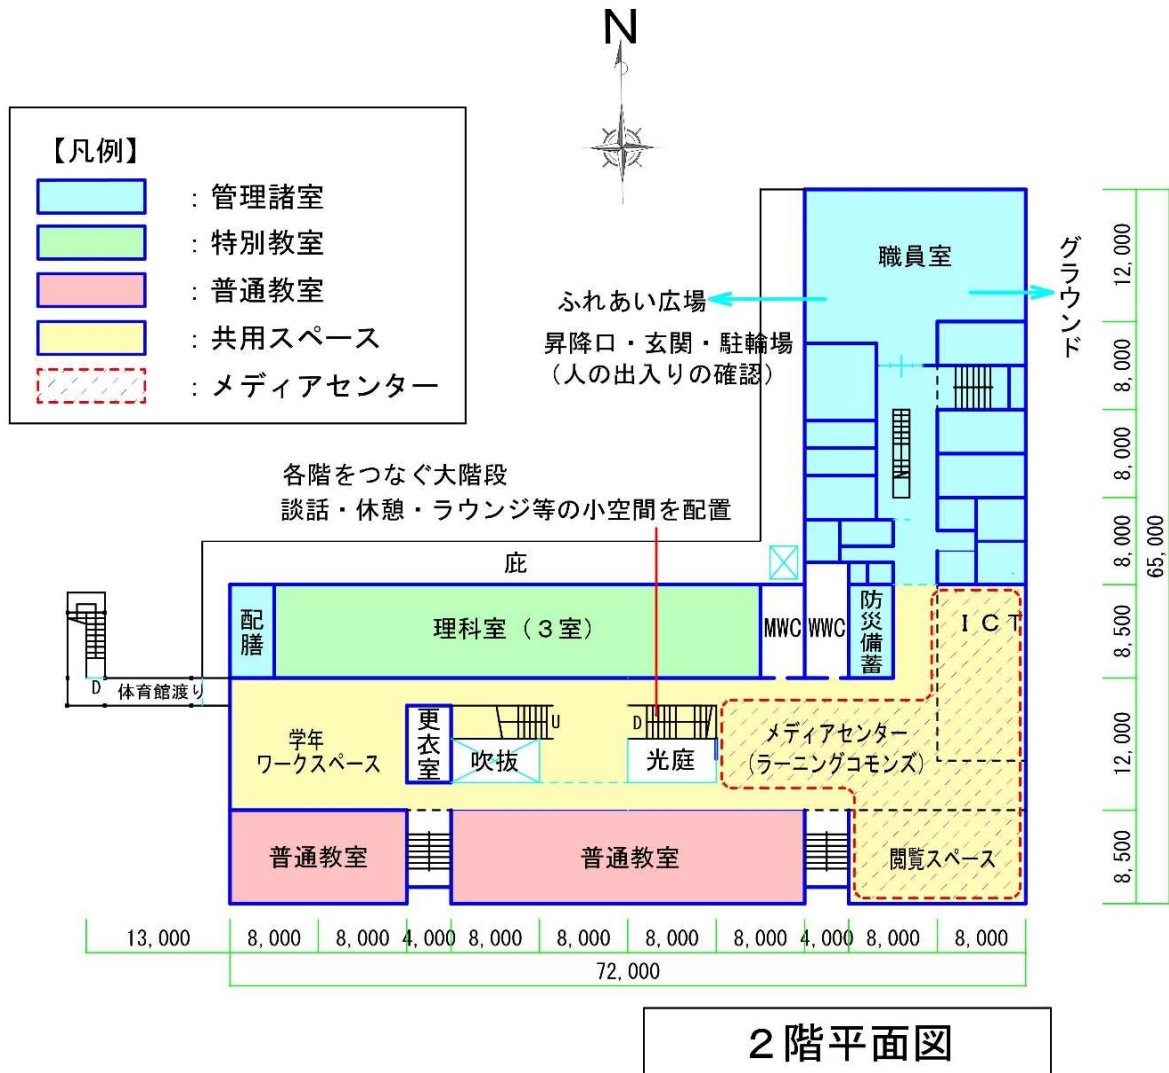 N
【凡例】
：管理諸室
：特別教室
：普通教室
：共用スペース
：メディアセンター
職員室
グラウンド
ふれあい広場
昇降口・玄関・駐輪場
（人の出入りの確認）
各階をつなぐ大階段
談話・休憩・ラウンジ等の小空間を配置
庇
配膳
理科室（３室）
MWC
WWC
防災備蓄
ＩＣＴ
D
体育館渡り
学年
ワークスペース
更衣室
U
吹抜
D
光庭
メディアセンター
（ラーニングコモンズ）
普通教室
普通教室
閲覧スペース
12,000
8,000
8,000
8,000
8,500
12,000
8,500
65,000
13,000
8,000
8,000
4,000
8,000
8,000
8,000
8,000
4,000
8,000
8,000
72,000
２階平面図